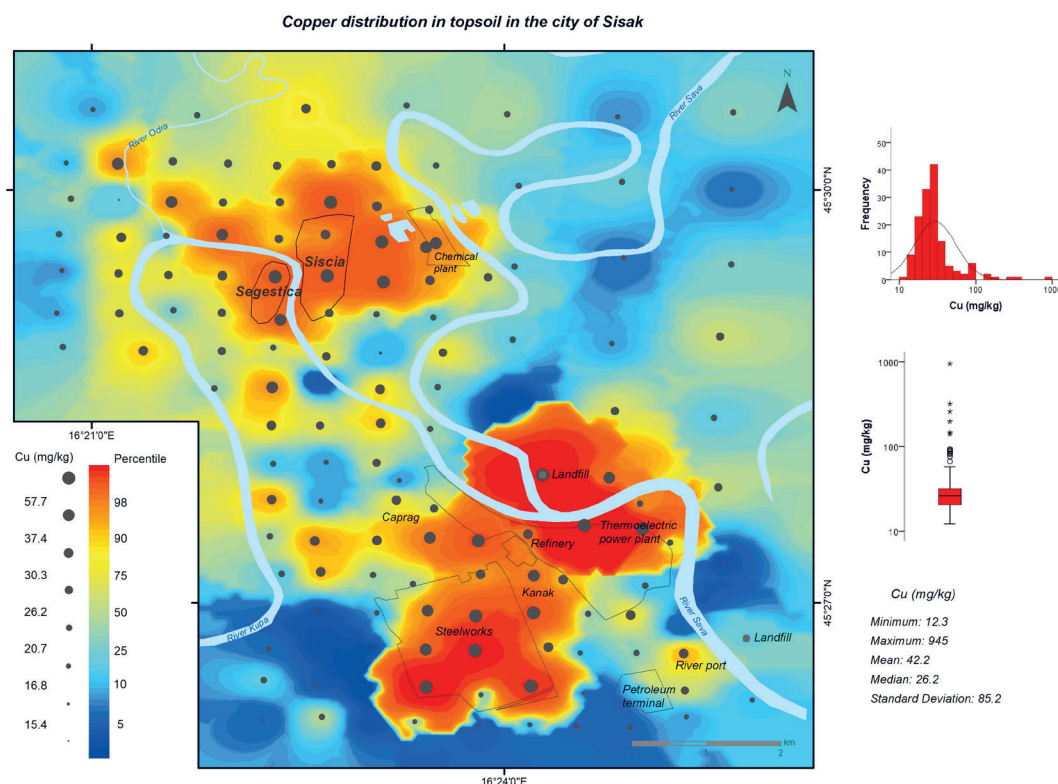 Copper distribution in topsoil in the city of Sisak
N
River Odra
River Sava
45°30'0"N
Siscia
Segestica
Chemical
plant
16°21'0"E
Cu (mg/kg)
57.7
37.4
30.3
26.2
20.7
16.8
15.4
Percentile
98
90
75
50
25
10
5
Landfill
Caprag
Refinery
Thermoelectric
power plant
Kanak
45°27'0"N
River Kupa
Steelworks
River Sava
Landfill
River port
Petroleum
terminal
km
1
2
16°24'0"E
Frequency
50
40
30
20
10
0
10
100
100
Cu (mg/kg)
Cu (mg/kg)
1000
100
10
Cu (mg/kg)
Minimum: 12.3
Maximum: 945
Mean: 42.2
Median: 26.2
Standard Deviation: 85.2